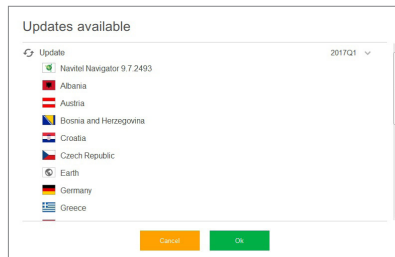 Updates available
Update 2017Q1
Navitel Navigator 9.7.2493
Albania
Austria
Bosnia and Herzegovina
Croatia
Czech Republic
Earth
Germany
Greece
Cancel Ok